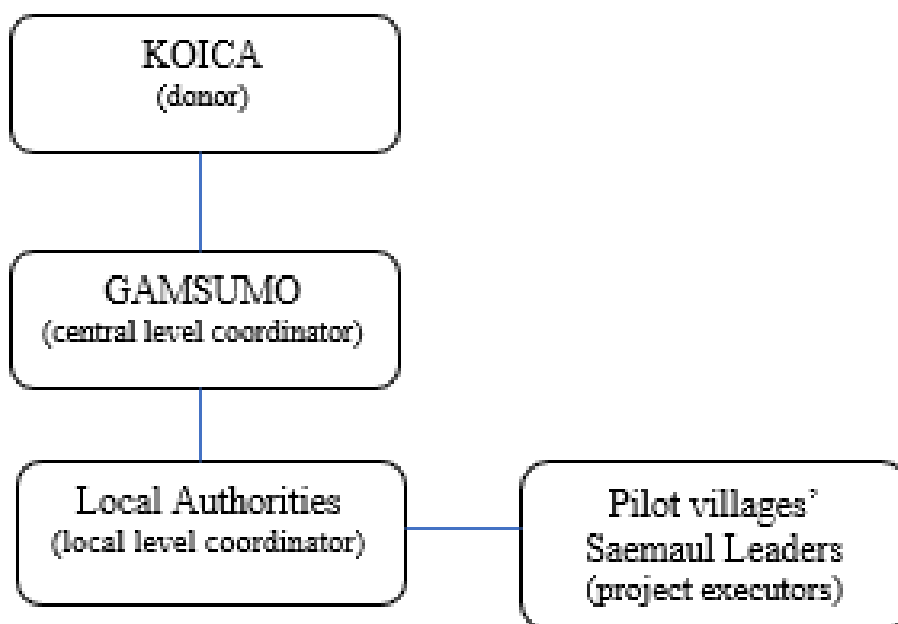 KOICA
(donor)
GAMSUMO
(central level coordinator)
Local Authorities
(local level coordinator)
Pilot villages’
Saemaul Leaders
(project executors)